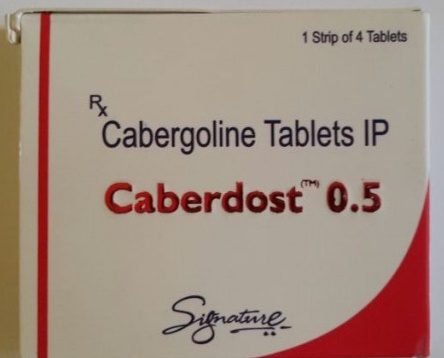 1 Strip of 4 Tablets
Rx
Cabergoline Tablets IP
Caberdost (TM) 0.5
Signature